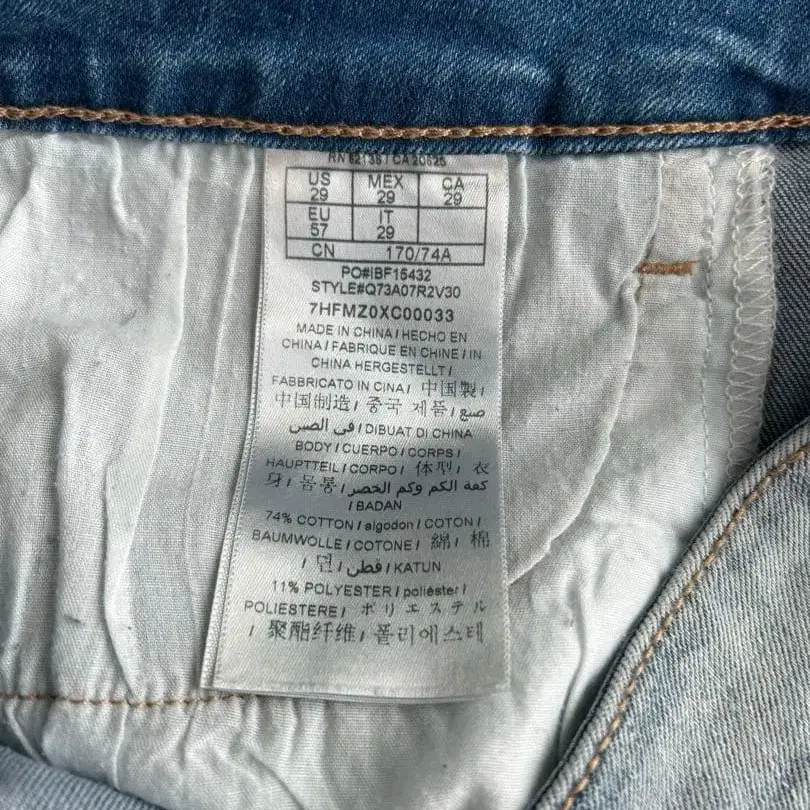 RN 62136 / CA 20625
US MEX CA
29 29 29
EU IT
57 29
CN 170/74A
PO#IBF15432
STYLE#Q73A07R2V30
7HFMZ0XC00033
MADE IN CHINA / HECHO EN
CHINA / FABRIQUE EN CHINE / IN
CHINA HERGESTELLT /
FABBRICATO IN CINA / 中国製 /
中国制造 / 중국 제품 / صنع
في الصين / DIBUAT DI CHINA
BODY / CUERPO / CORPS /
HAUPTTEIL / CORPO / 体型 / 衣
身 / 몸통 / كفة الكم وكم الخصر
/ BADAN
74% COTTON / algodon / COTON /
BAUMWOLLE / COTONE / 綿 / 棉
/ 면 / قطن / KATUN
11% POLYESTER / poliéster /
POLIESTERE / ポリエステル
/ 聚酯纤维 / 폴리에스테